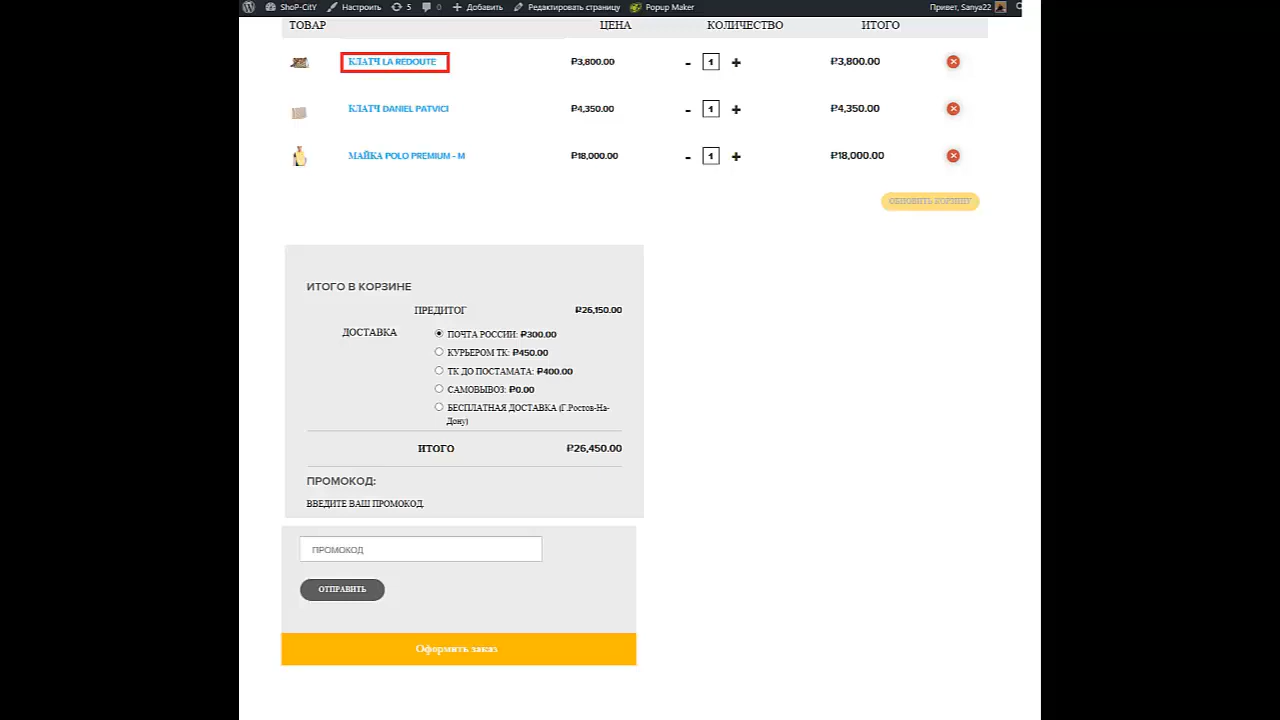 ShoP-CitY Настроить 5 0 Добавить Редактировать страницу Popup Maker Привет, Sanya22
ТОВАР ЦЕНА КОЛИЧЕСТВО ИТОГО
КЛАТЧ LA REDOUTE ₽3,800.00 - 1 + ₽3,800.00
КЛАТЧ DANIEL PATVICI ₽4,350.00 - 1 + ₽4,350.00
МАЙКА POLO PREMIUM - M ₽18,000.00 - 1 + ₽18,000.00
ОБНОВИТЬ КОРЗИНУ
ИТОГО В КОРЗИНЕ
ПРЕДИТОГ ₽26,150.00
ДОСТАВКА ПОЧТА РОССИИ: ₽300.00
КУРЬЕРОМ ТК: ₽450.00
ТК ДО ПОСТАМАТА: ₽400.00
САМОВЫВОЗ: ₽0.00
БЕСПЛАТНАЯ ДОСТАВКА (Г.Ростов-На-
Дону)
ИТОГО ₽26,450.00
ПРОМОКОД:
ВВЕДИТЕ ВАШ ПРОМОКОД.
ПРОМОКОД
ОТПРАВИТЬ
Оформить заказ